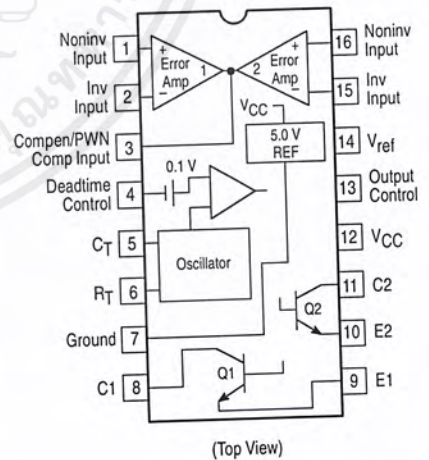 Noninv
Input
1
+
Error
Amp
1
−
Inv
Input
2
Compen/PWN
Comp Input
3
Deadtime
Control
4
0.1 V
CT
5
RT
6
Oscillator
Ground
7
C1
8
Q1
+
2
Error
Amp
−
VCC
5.0 V
REF
16
Noninv
Input
15
Inv
Input
14
Vref
13
Output
Control
12
VCC
11
C2
Q2
10
E2
9
E1
(Top View)